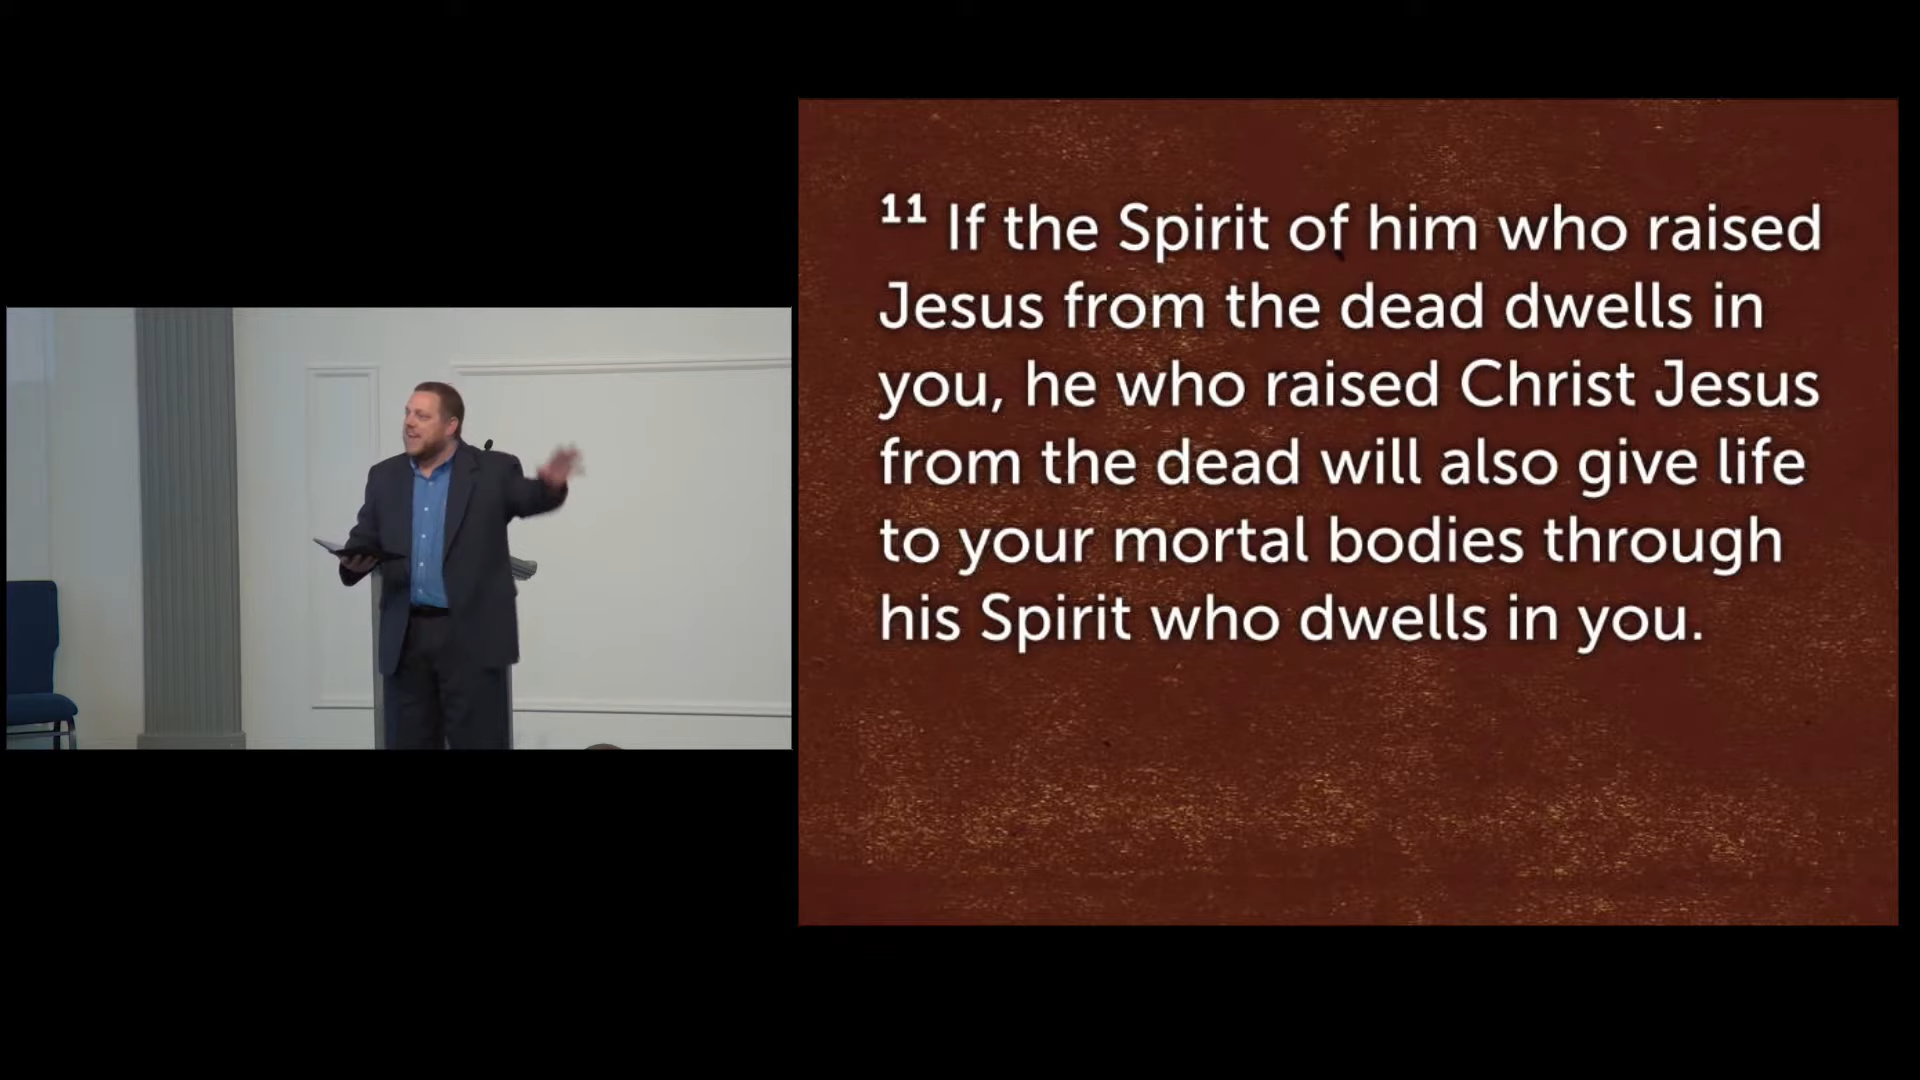 11 If the Spirit of him who raised
Jesus from the dead dwells in
you, he who raised Christ Jesus
from the dead will also give life
to your mortal bodies through
his Spirit who dwells in you.